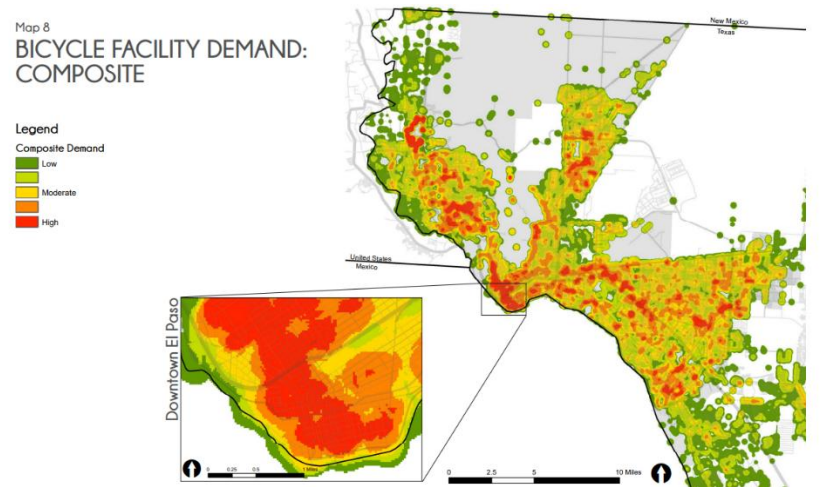 Map 8
BICYCLE FACILITY DEMAND:
COMPOSITE
Legend
Composite Demand
Low
Moderate
High
New Mexico
Texas
United States
Mexico
Downtown El Paso
0 0.25 0.5 1 Miles
0 2.5 5 10 Miles